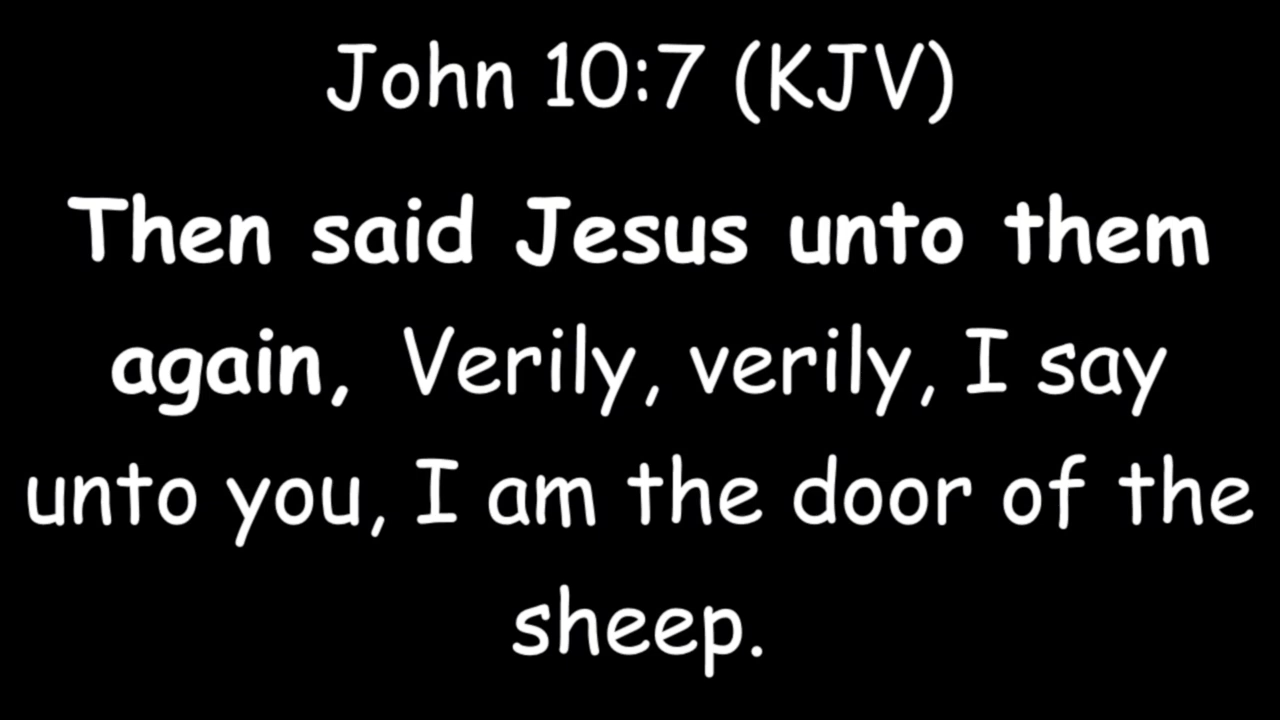 John 10:7 (KJV)
Then said Jesus unto them
again, Verily, verily, I say
unto you, I am the door of the
sheep.